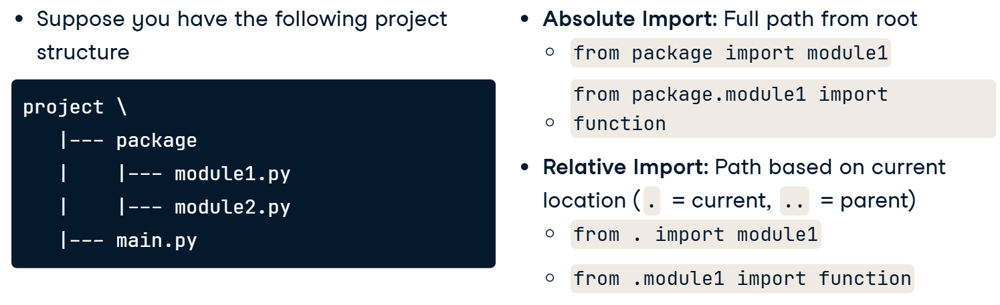 • Suppose you have the following project
structure
project \
   |--- package
   |    |--- module1.py
   |    |--- module2.py
   |--- main.py
• Absolute Import: Full path from root
○ from package import module1
○ from package.module1 import
function
• Relative Import: Path based on current
location ( . = current, .. = parent)
○ from . import module1
○ from .module1 import function